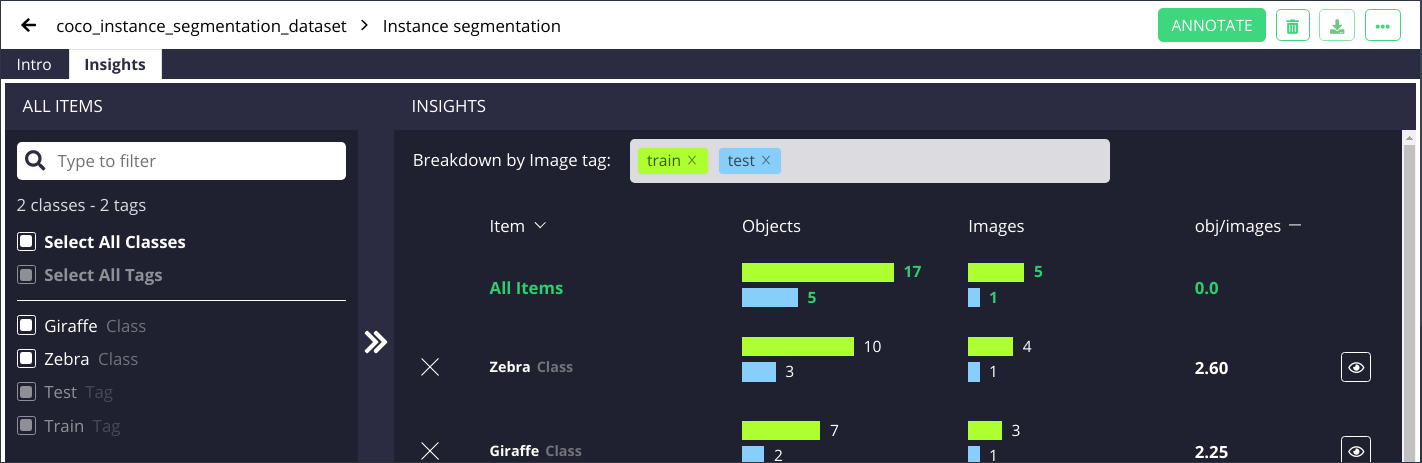 coco_instance_segmentation_dataset > Instance segmentation
ANNOTATE
Intro
Insights
ALL ITEMS
Type to filter
2 classes - 2 tags
Select All Classes
Select All Tags
Giraffe Class
Zebra Class
Test Tag
Train Tag
INSIGHTS
Breakdown by Image tag: train × test ×
Item Objects Images obj/images
All Items 17 5 0.0
5 1
Zebra Class 10 4 2.60
3 1
Giraffe Class 7 3 2.25
2 1